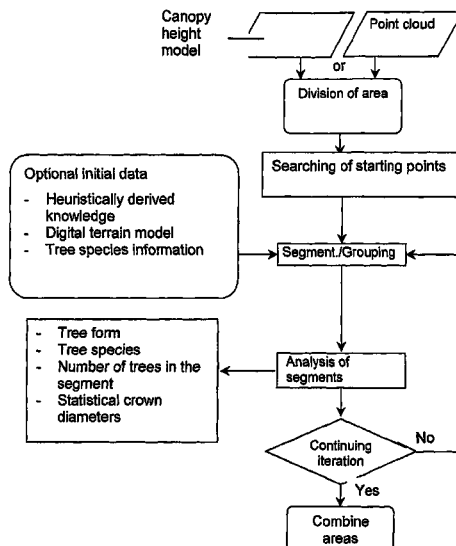 Canopy
height
model
Point cloud
or
Division of area
Searching of starting points
Optional initial data
- Heuristically derived
knowledge
- Digital terrain model
- Tree species information
Segment./Grouping
- Tree form
- Tree species
- Number of trees in the
segment
- Statistical crown
diameters
Analysis of
segments
Continuing
iteration
No
Yes
Combine
areas